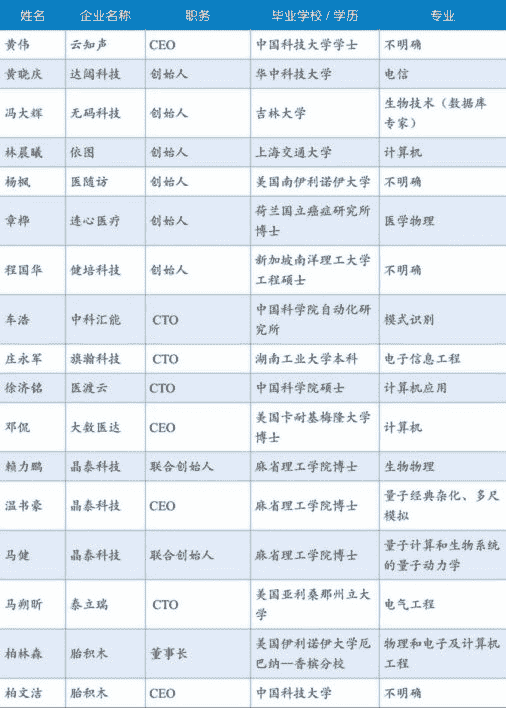 姓名 企业名称 职务 毕业学校 / 学历 专业
黄伟 云知声 CEO 中国科技大学学士 不明确
黄晓庆 达闼科技 创始人 华中科技大学 电信
冯大辉 无码科技 创始人 吉林大学 生物技术（数据库
专家）
林晨曦 依图 创始人 上海交通大学 计算机
杨枫 医随访 创始人 美国南伊利诺伊大学 不明确
章桦 连心医疗 创始人 荷兰国立癌症研究所
博士 医学物理
程国华 健培科技 创始人 新加坡南洋理工大学
工程硕士 不明确
车浩 中科汇能 CTO 中国科学院自动化研
究所 模式识别
庄永军 旗瀚科技 CTO 湖南工业大学本科 电子信息工程
徐济铭 医渡云 CTO 中国科学院硕士 计算机应用
邓侃 大数医达 CEO 美国卡耐基梅隆大学
博士 计算机
赖力鹏 晶泰科技 联合创始人 麻省理工学院博士 生物物理
温书豪 晶泰科技 CEO 麻省理工学院博士 量子经典杂化、多尺
模拟
马健 晶泰科技 联合创始人 麻省理工学院博士 量子计算和生物系统
的量子动力学
马朔昕 泰立瑞 CTO 美国亚利桑那州立大
学 电气工程
柏林森 胎积木 董事长 美国伊利诺伊大学厄
巴纳—香槟分校 物理和电子及计算机
工程
柏文洁 胎积木 CEO 中国科技大学 不明确